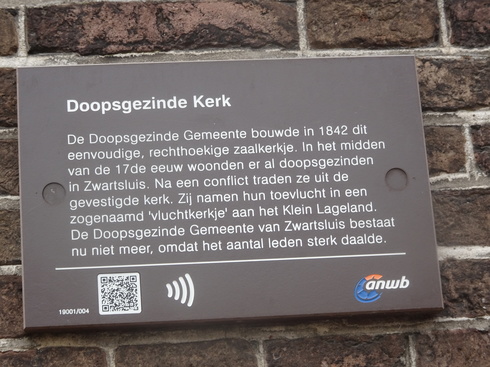 Doopsgezinde Kerk
De Doopsgezinde Gemeente bouwde in 1842 dit
eenvoudige, rechthoekige zaalkerkje. In het midden
van de 17de eeuw woonden er al doopsgezinden
in Zwartsluis. Na een conflict traden ze uit de
gevestigde kerk. Zij namen hun toevlucht in een
zogenaamd 'vluchtkerkje' aan het Klein Lageland.
De Doopsgezinde Gemeente van Zwartsluis bestaat
nu niet meer, omdat het aantal leden sterk daalde.
19001/004
anwb